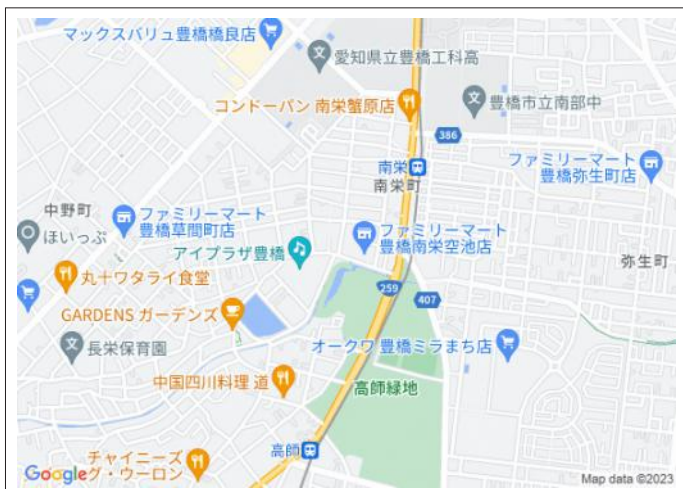 マックスバリュ豊橋橋良店
愛知県立豊橋工科高
コンドーパン 南栄蟹原店
豊橋市立南部中
386
南栄
南栄町
ファミリーマート
豊橋弥生町店
中野町
ほいっぷ
ファミリーマート
豊橋草間町店
ファミリーマート
豊橋南栄空池店
アイプラザ豊橋
弥生町
丸十ワタライ食堂
259
407
GARDENS ガーデンズ
長栄保育園
オークワ 豊橋ミラまち店
中国四川料理 道
高師緑地
高師
チャイニーズ
グ・ウーロン
Google
Map data ©2023